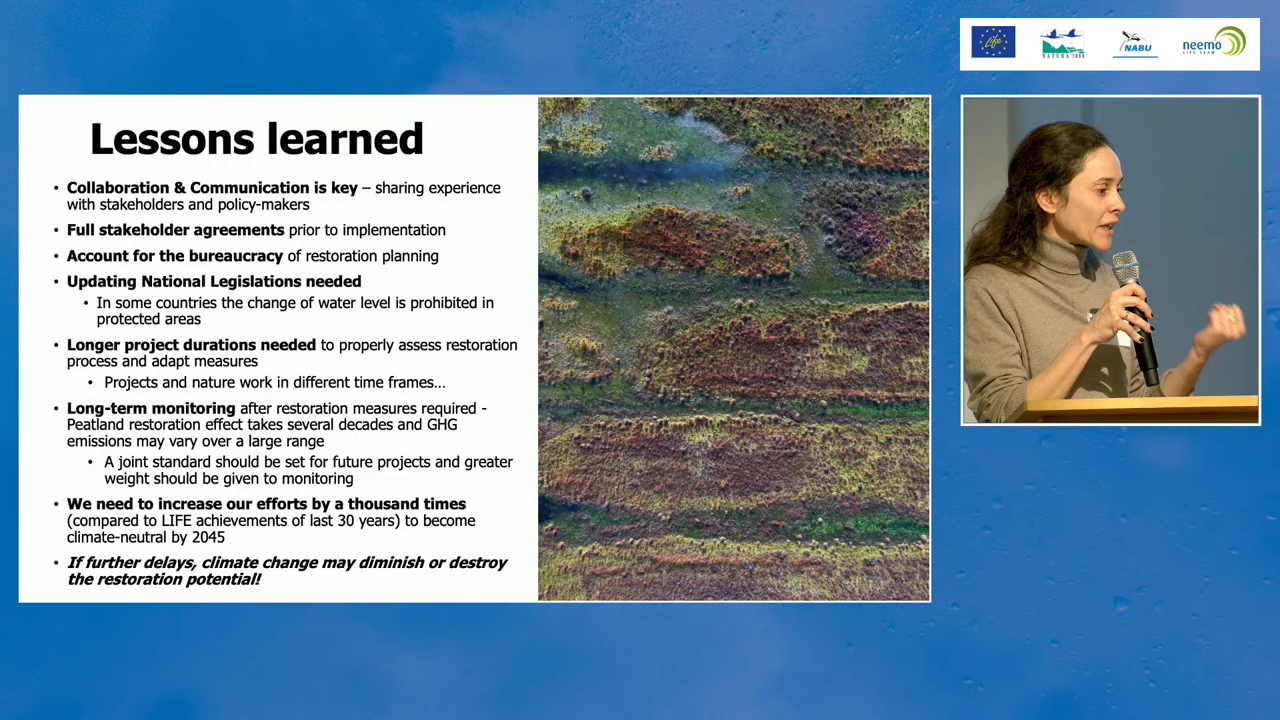 Life
NATURA 2000
NABU
neemo
LIFE TEAM
Lessons learned
• Collaboration & Communication is key – sharing experience
with stakeholders and policy-makers
• Full stakeholder agreements prior to implementation
• Account for the bureaucracy of restoration planning
• Updating National Legislations needed
• In some countries the change of water level is prohibited in
protected areas
• Longer project durations needed to properly assess restoration
process and adapt measures
• Projects and nature work in different time frames…
• Long-term monitoring after restoration measures required -
Peatland restoration effect takes several decades and GHG
emissions may vary over a large range
• A joint standard should be set for future projects and greater
weight should be given to monitoring
• We need to increase our efforts by a thousand times
(compared to LIFE achievements of last 30 years) to become
climate-neutral by 2045
• If further delays, climate change may diminish or destroy
the restoration potential!